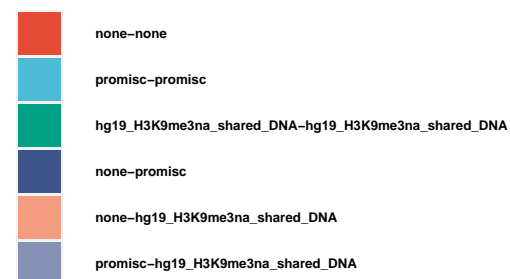 none–none
promisc–promisc
hg19_H3K9me3na_shared_DNA–hg19_H3K9me3na_shared_DNA
none–promisc
none–hg19_H3K9me3na_shared_DNA
promisc–hg19_H3K9me3na_shared_DNA